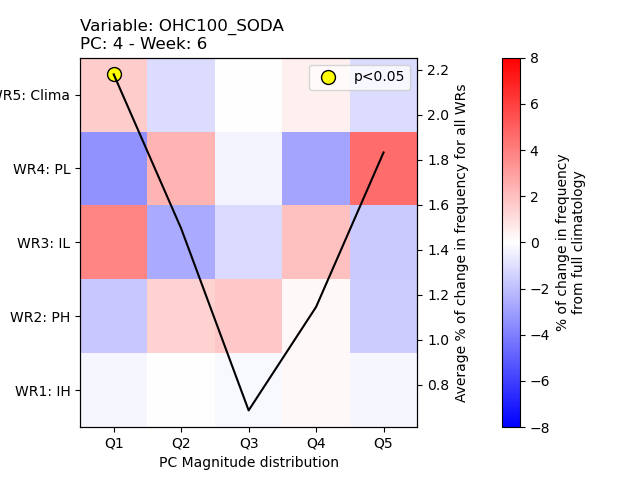 Variable: OHC100_SODA
PC: 4 - Week: 6
p<0.05
WR5: Clima
WR4: PL
WR3: IL
WR2: PH
WR1: IH
Q1 Q2 Q3 Q4 Q5
PC Magnitude distribution
2.2
2.0
1.8
1.6
1.4
1.2
1.0
0.8
Average % of change in frequency for all WRs
8
6
4
2
0
−2
−4
−6
−8
% of change in frequency
from full climatology